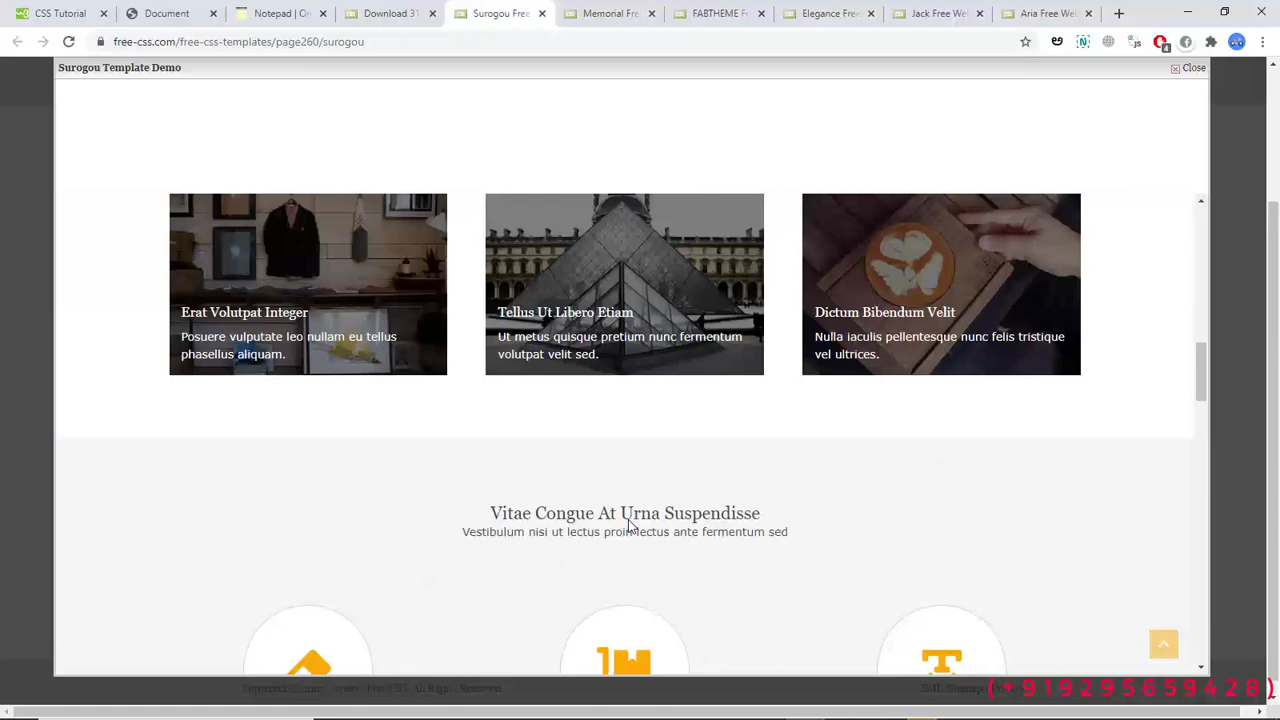 CSS Tutorial
Document
Notepad | On
Download 31
Surogou Free
Memorial Fre
FABTHEME F
Elegance Free
Jack Free We
Aria Free Wel
free-css.com/free-css-templates/page260/surogou
Surogou Template Demo
Close
Erat Volutpat Integer
Posuere vulputate leo nullam eu tellus
phasellus aliquam.
Tellus Ut Libero Etiam
Ut metus quisque pretium nunc fermentum
volutpat velit sed.
Dictum Bibendum Velit
Nulla iaculis pellentesque nunc felis tristique
vel ultrices.
Vitae Congue At Urna Suspendisse
Vestibulum nisi ut lectus proin lectus ante fermentum sed
(+919295659428)